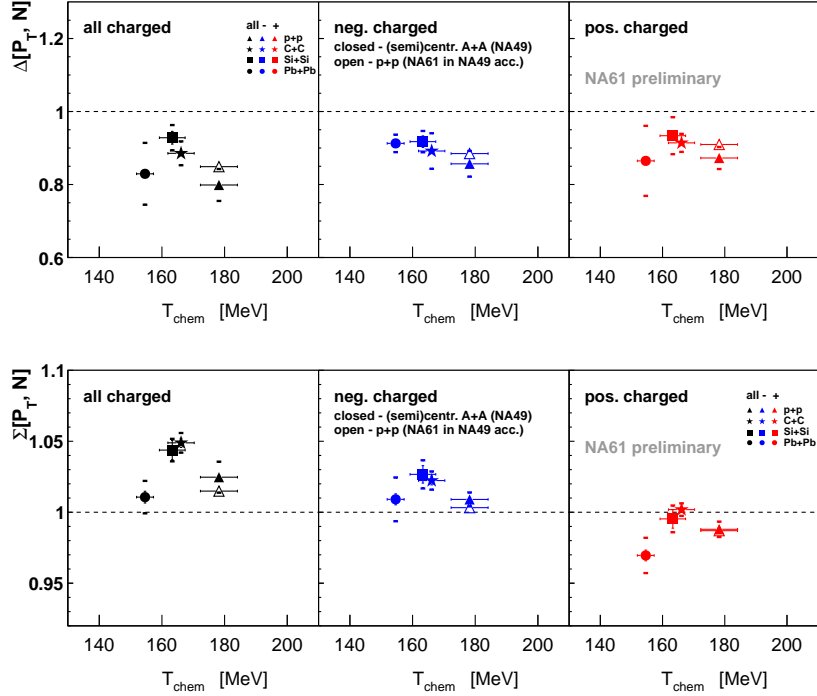 Δ[P_T, N]
all charged
all - +
p+p
C+C
Si+Si
Pb+Pb
neg. charged
closed - (semi)centr. A+A (NA49)
open - p+p (NA61 in NA49 acc.)
pos. charged
NA61 preliminary
1.2
1
0.8
0.6
140 160 180 200
140 160 180 200
140 160 180 200
T_chem [MeV]
T_chem [MeV]
T_chem [MeV]
Σ[P_T, N]
all charged
neg. charged
closed - (semi)centr. A+A (NA49)
open - p+p (NA61 in NA49 acc.)
pos. charged
all - +
p+p
C+C
Si+Si
Pb+Pb
NA61 preliminary
1.1
1.05
1
0.95
140 160 180 200
140 160 180 200
140 160 180 200
T_chem [MeV]
T_chem [MeV]
T_chem [MeV]